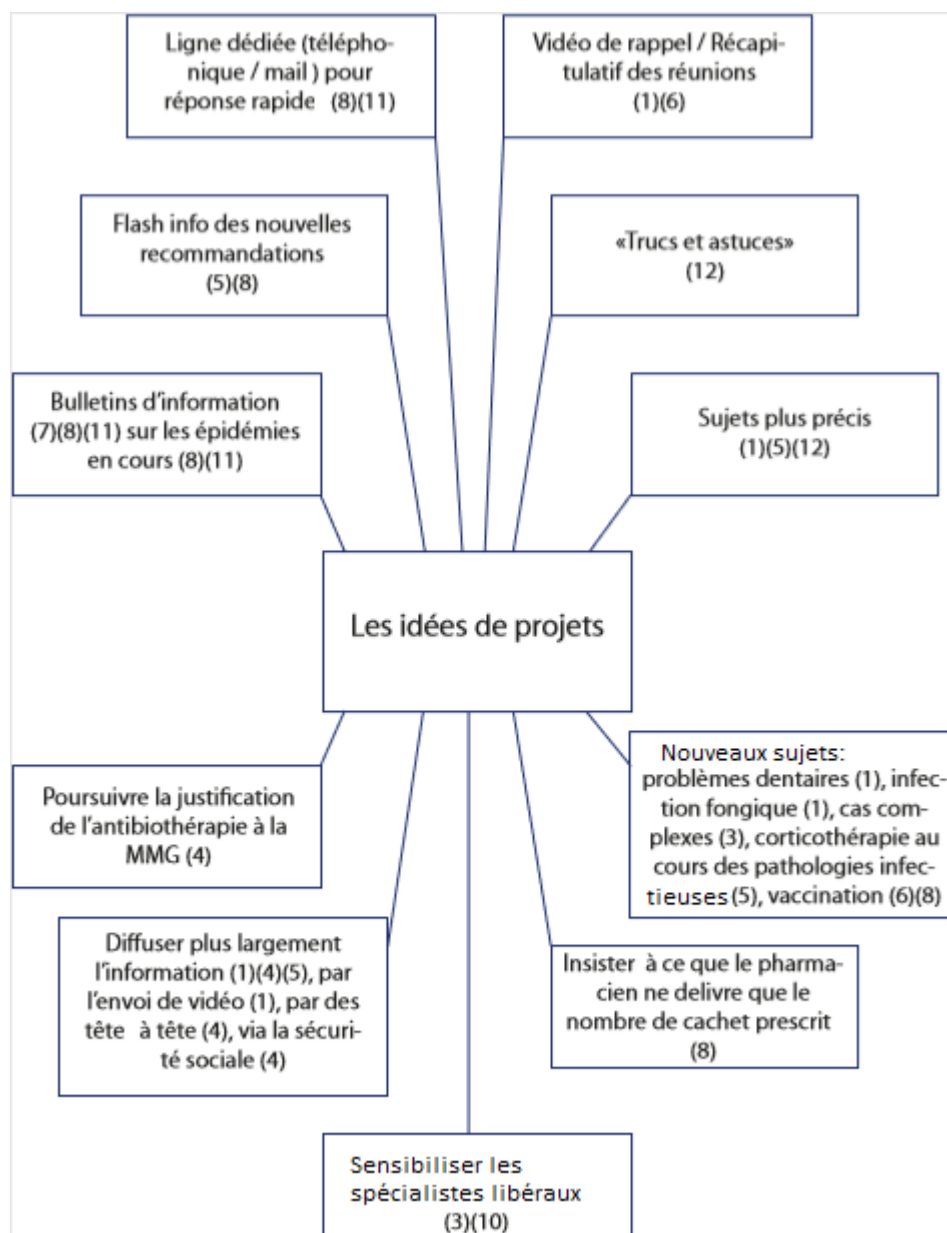 Ligne dédiée (télépho-
nique / mail ) pour
réponse rapide (8)(11)
Vidéo de rappel / Récapi-
tulatif des réunions
(1)(6)
Flash info des nouvelles
recommandations
(5)(8)
«Trucs et astuces»
(12)
Bulletins d'information
(7)(8)(11) sur les épidémies
en cours (8)(11)
Sujets plus précis
(1)(5)(12)
Les idées de projets
Poursuivre la justification
de l'antibiothérapie à la
MMG (4)
Nouveaux sujets:
problèmes dentaires (1), infec-
tion fongique (1), cas com-
plexes (3), corticothérapie au
cours des pathologies infec-
tieuses (5), vaccination (6)(8)
Diffuser plus largement
l'information (1)(4)(5), par
l'envoi de vidéo (1), par des
tête à tête (4), via la sécuri-
té sociale (4)
Insister à ce que le pharma-
cien ne delivre que le
nombre de cachet prescrit
(8)
Sensibiliser les
spécialistes libéraux
(3)(10)